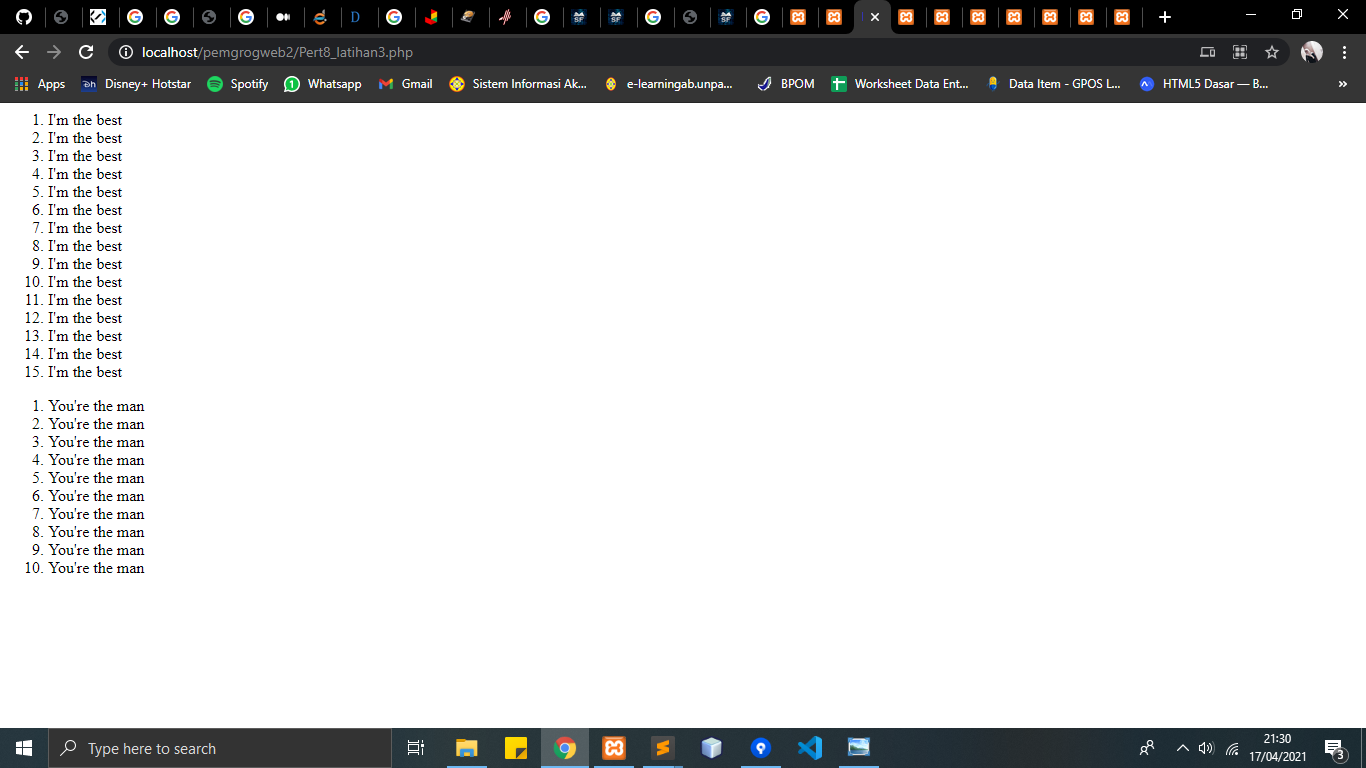 localhost/pemgrogweb2/Pert8_latihan3.php
Apps Disney+ Hotstar Spotify Whatsapp Gmail Sistem Informasi Ak... e-learningab.unpa... BPOM Worksheet Data Ent... Data Item - GPOS L... HTML5 Dasar — B... »
1. I'm the best
2. I'm the best
3. I'm the best
4. I'm the best
5. I'm the best
6. I'm the best
7. I'm the best
8. I'm the best
9. I'm the best
10. I'm the best
11. I'm the best
12. I'm the best
13. I'm the best
14. I'm the best
15. I'm the best
1. You're the man
2. You're the man
3. You're the man
4. You're the man
5. You're the man
6. You're the man
7. You're the man
8. You're the man
9. You're the man
10. You're the man
Type here to search
21:30
17/04/2021
3